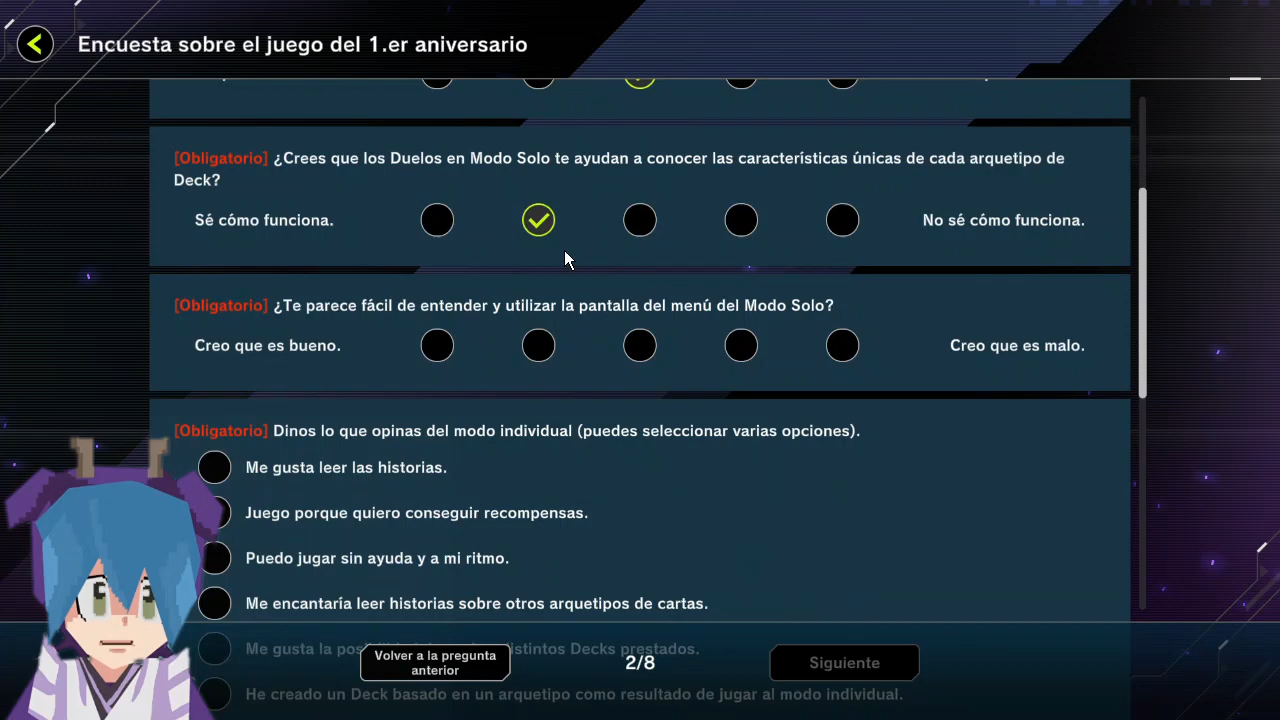 Encuesta sobre el juego del 1.er aniversario
[Obligatorio] ¿Crees que los Duelos en Modo Solo te ayudan a conocer las características únicas de cada arquetipo de
Deck?
Sé cómo funciona.
No sé cómo funciona.
[Obligatorio] ¿Te parece fácil de entender y utilizar la pantalla del menú del Modo Solo?
Creo que es bueno.
Creo que es malo.
[Obligatorio] Dinos lo que opinas del modo individual (puedes seleccionar varias opciones).
Me gusta leer las historias.
Juego porque quiero conseguir recompensas.
Puedo jugar sin ayuda y a mi ritmo.
Me encantaría leer historias sobre otros arquetipos de cartas.
Me gusta la distintos Decks prestados.
Volver a la pregunta
anterior
2/8
Siguiente
He creado un Deck basado en un arquetipo como resultado de jugar al modo individual.